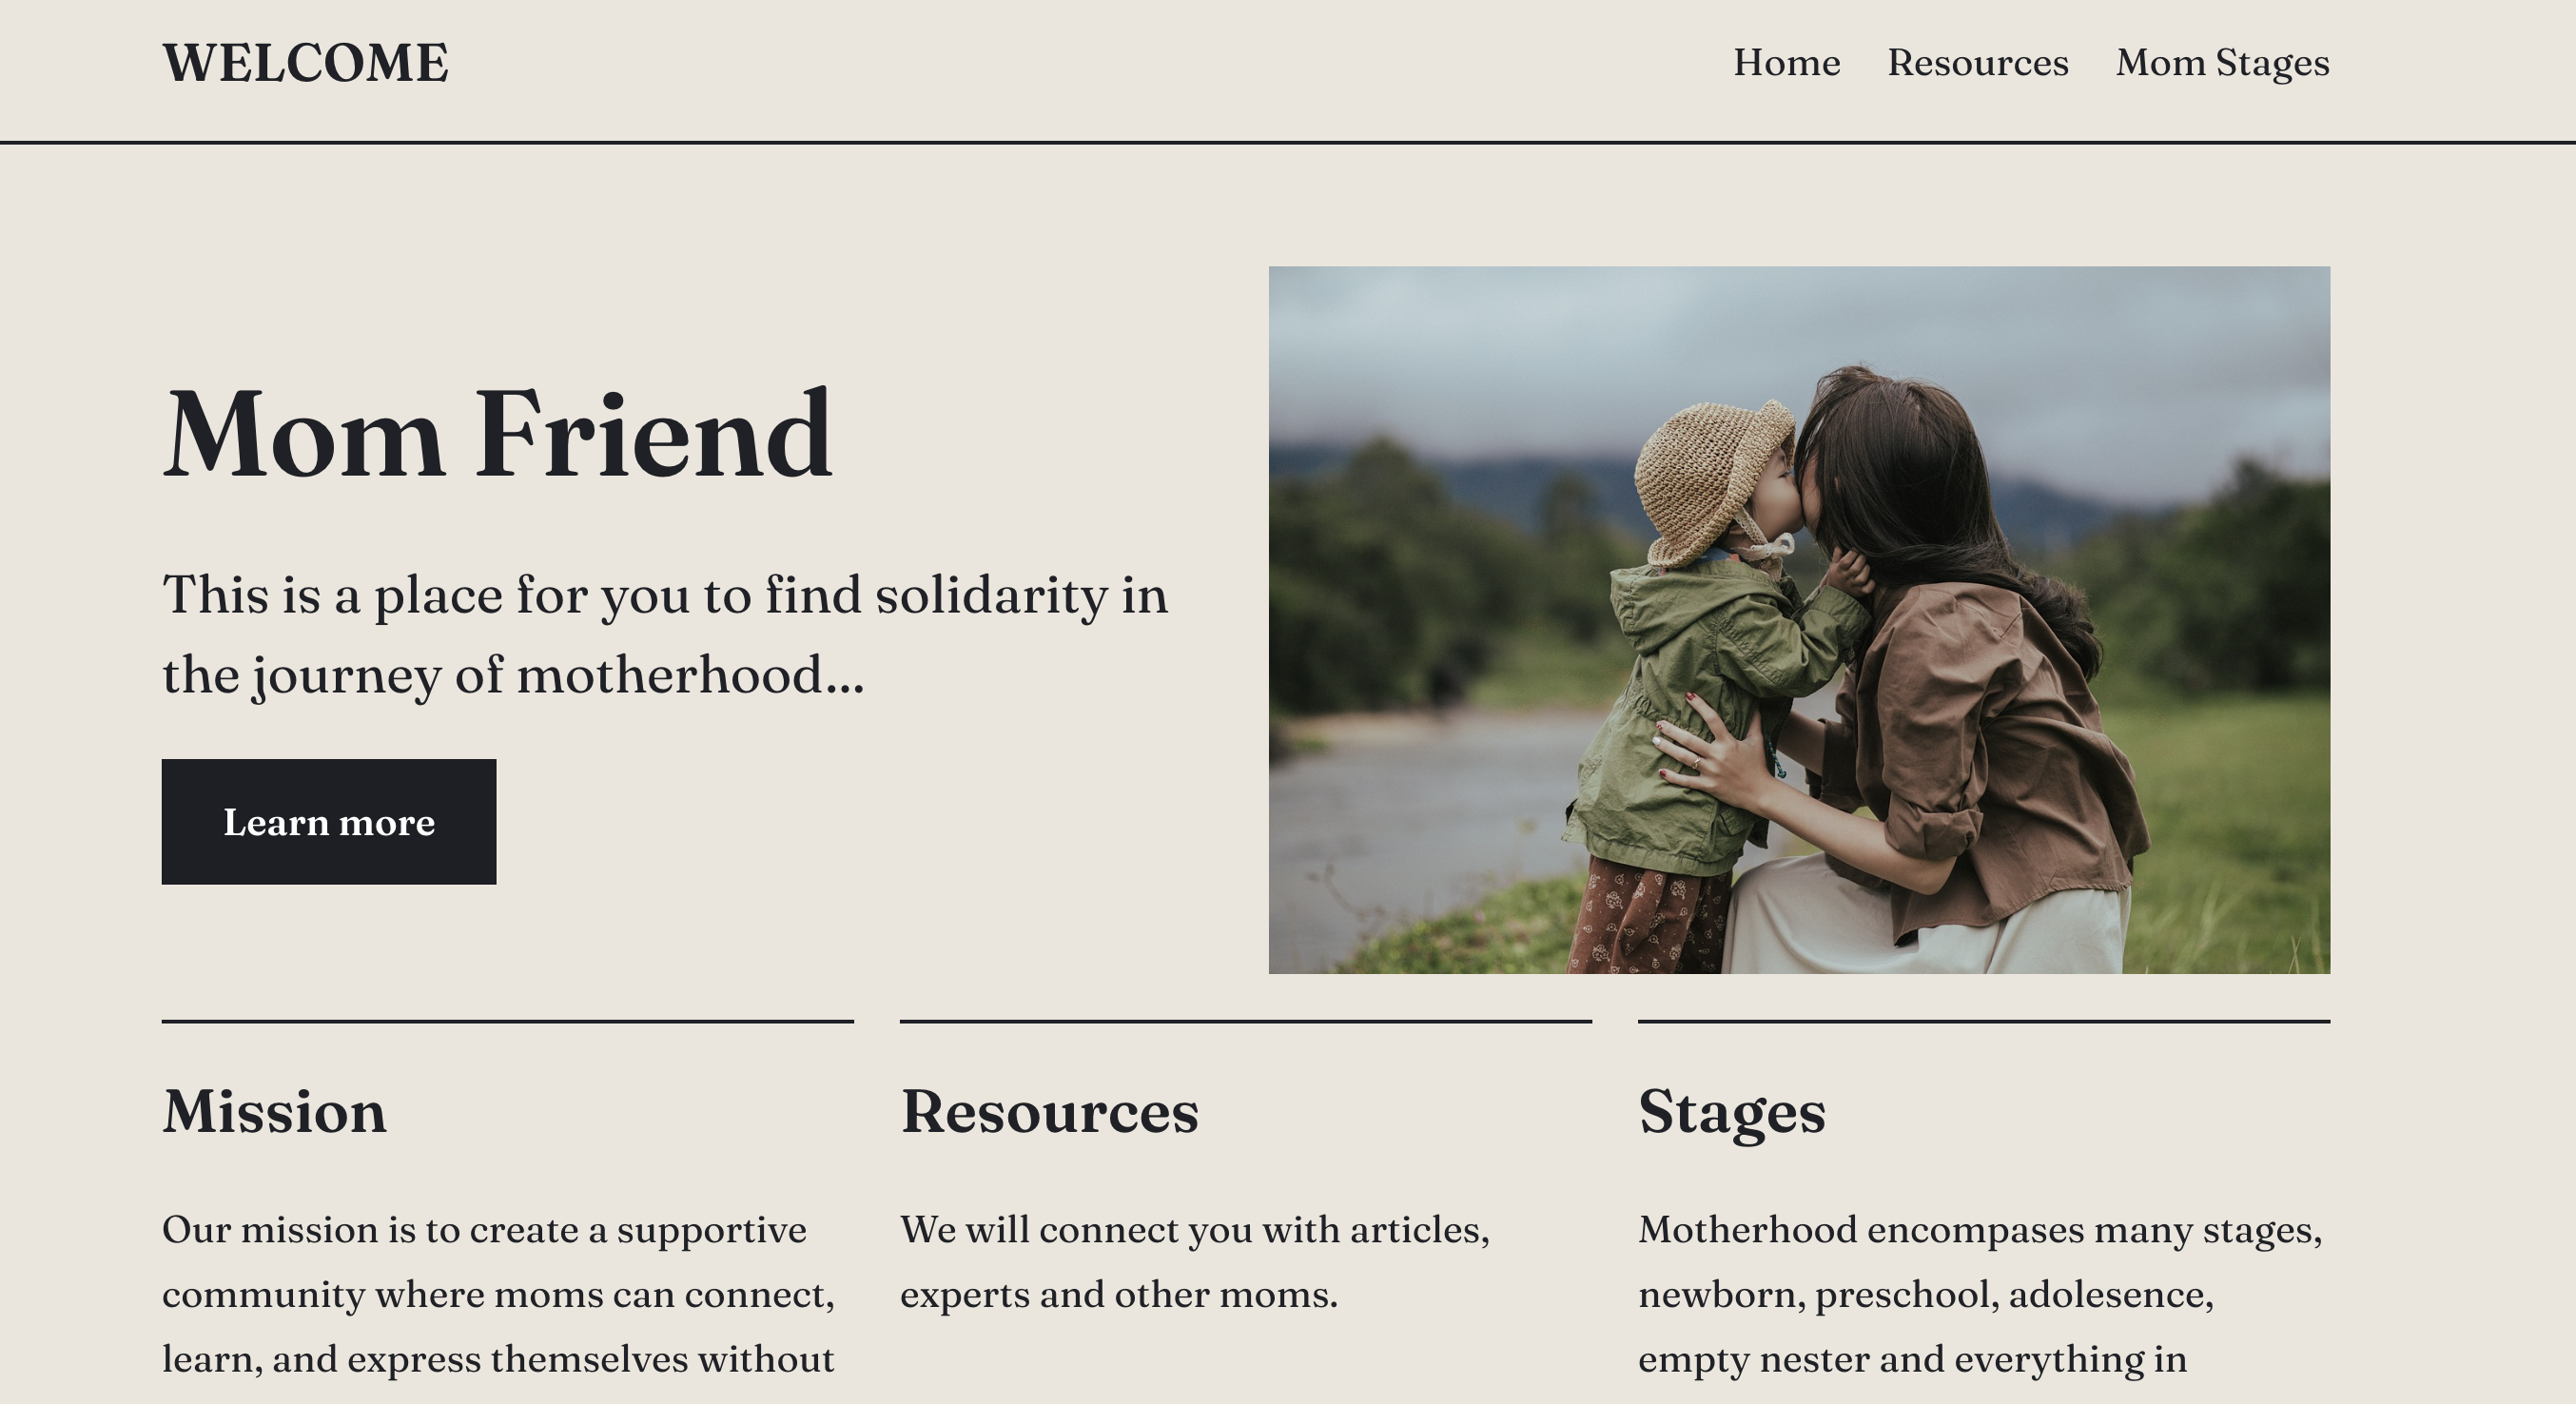 WELCOME
Home Resources Mom Stages
Mom Friend
This is a place for you to find solidarity in
the journey of motherhood...
Learn more
Mission
Our mission is to create a supportive
community where moms can connect,
learn, and express themselves without
Resources
We will connect you with articles,
experts and other moms.
Stages
Motherhood encompases many stages,
newborn, preschool, adolesence,
empty nester and everything in